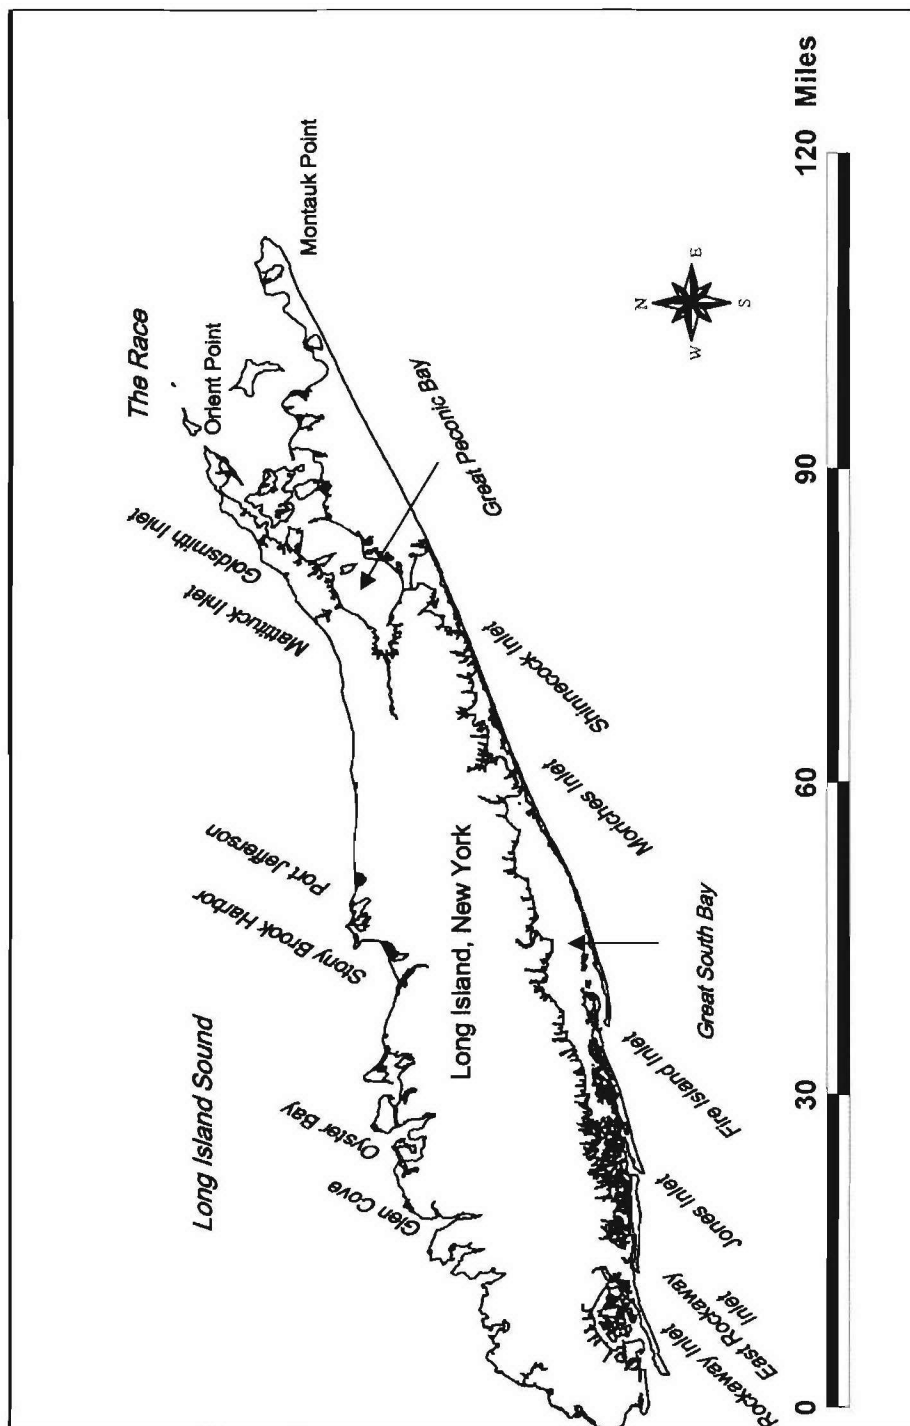 The Race
Orient Point
Montauk Point
Goldsmith Inlet
Mattituck Inlet
Great Peconic Bay
Shinnecock Inlet
Moriches Inlet
Port Jefferson
Stony Brook Harbor
Long Island Sound
Long Island, New York
Great South Bay
Oyster Bay
Glen Cove
Fire Island Inlet
Jones Inlet
East Rockaway
Inlet
Rockaway Inlet
N
E
S
W
0
30
60
90
120 Miles